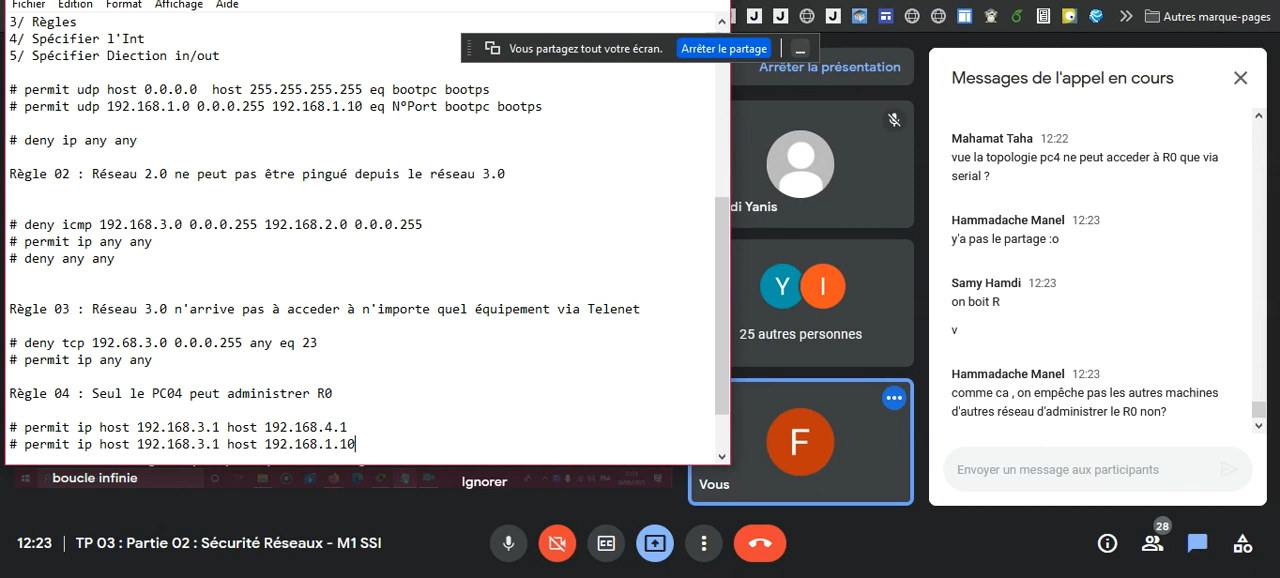 Fichier Edition Format Affichage Aide
3/ Règles
4/ Spécifier l'Int
5/ Spécifier Diection in/out
# permit udp host 0.0.0.0  host 255.255.255.255 eq bootpc bootps
# permit udp 192.168.1.0 0.0.0.255 192.168.1.10 eq N°Port bootpc bootps
# deny ip any any
Règle 02 : Réseau 2.0 ne peut pas être pingué depuis le réseau 3.0
# deny icmp 192.168.3.0 0.0.0.255 192.168.2.0 0.0.0.255
# permit ip any any
# deny any any
Règle 03 : Réseau 3.0 n'arrive pas à acceder à n'importe quel équipement via Telenet
# deny tcp 192.68.3.0 0.0.0.255 any eq 23
# permit ip any any
Règle 04 : Seul le PC04 peut administrer R0
# permit ip host 192.168.3.1 host 192.168.4.1
# permit ip host 192.168.3.1 host 192.168.1.10
boucle infinie
Ignorer
Vous partagez tout votre écran.
Arrêter le partage
Arrêter la présentation
di Yanis
Y I
25 autres personnes
F
Vous
J J J
Autres marque-pages
Messages de l'appel en cours
Mahamat Taha 12:22
vue la topologie pc4 ne peut acceder à R0 que via
serial ?
Hammadache Manel 12:23
y'a pas le partage :o
Samy Hamdi 12:23
on boit R
v
Hammadache Manel 12:23
comme ca , on empêche pas les autres machines
d'autres réseau d'administrer le R0 non?
Envoyer un message aux participants
12:23 | TP 03 : Partie 02 : Sécurité Réseaux - M1 SSI
28